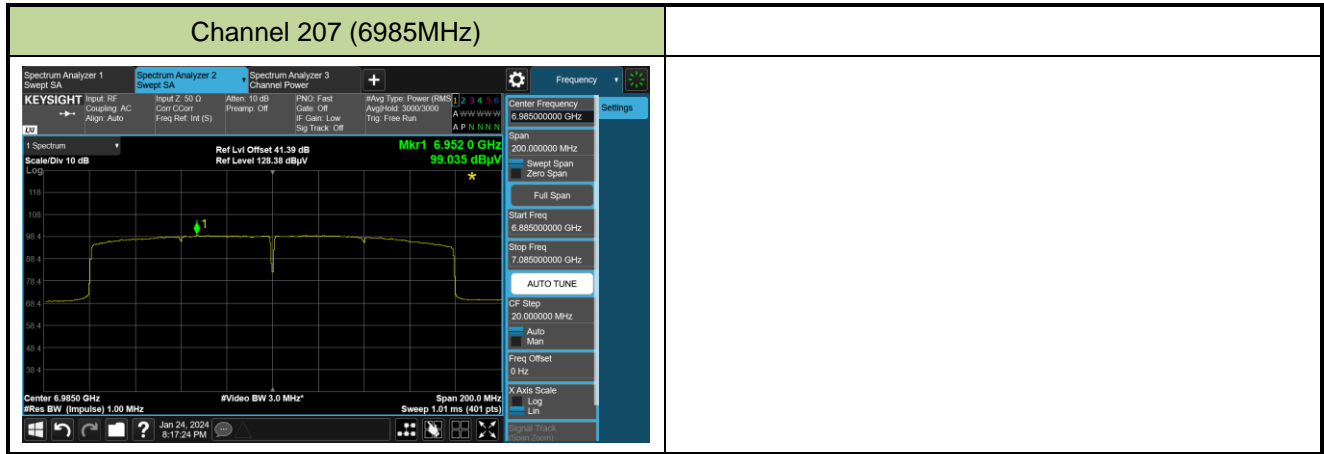 Channel 207 (6985MHz)
Spectrum Analyzer 1
Swept SA
Spectrum Analyzer 2
Swept SA
Spectrum Analyzer 3
Channel Power
+
Frequency
KEYSIGHT
Input: RF
Coupling: AC
Align: Auto
Input Z: 50 Ω
Corr CCorr
Freq Ref: Int (S)
Atten: 10 dB
Preamp: Off
PNO: Fast
Gate: Off
IF Gain: Low
Sig Track: Off
#Avg Type: Power (RMS
Avg|Hold: 3000/3000
Trig: Free Run
1 2 3 4 5 6
A W W W W W
A P N N N N
LXI
1 Spectrum
Scale/Div 10 dB
Log
Ref Lvl Offset 41.39 dB
Ref Level 128.38 dBµV
Mkr1 6.952 0 GHz
99.035 dBµV
*
118
108
98.4
88.4
78.4
68.4
58.4
48.4
38.4
1
Center 6.9850 GHz
#Res BW (Impulse) 1.00 MHz
#Video BW 3.0 MHz*
Span 200.0 MHz
Sweep 1.01 ms (401 pts)
?
Jan 24, 2024
8:17:24 PM
Center Frequency
6.985000000 GHz
Span
200.000000 MHz
Swept Span
Zero Span
Full Span
Start Freq
6.885000000 GHz
Stop Freq
7.085000000 GHz
AUTO TUNE
CF Step
20.000000 MHz
Auto
Man
Freq Offset
0 Hz
X Axis Scale
Log
Lin
Signal Track
(Span Zoom)
Settings